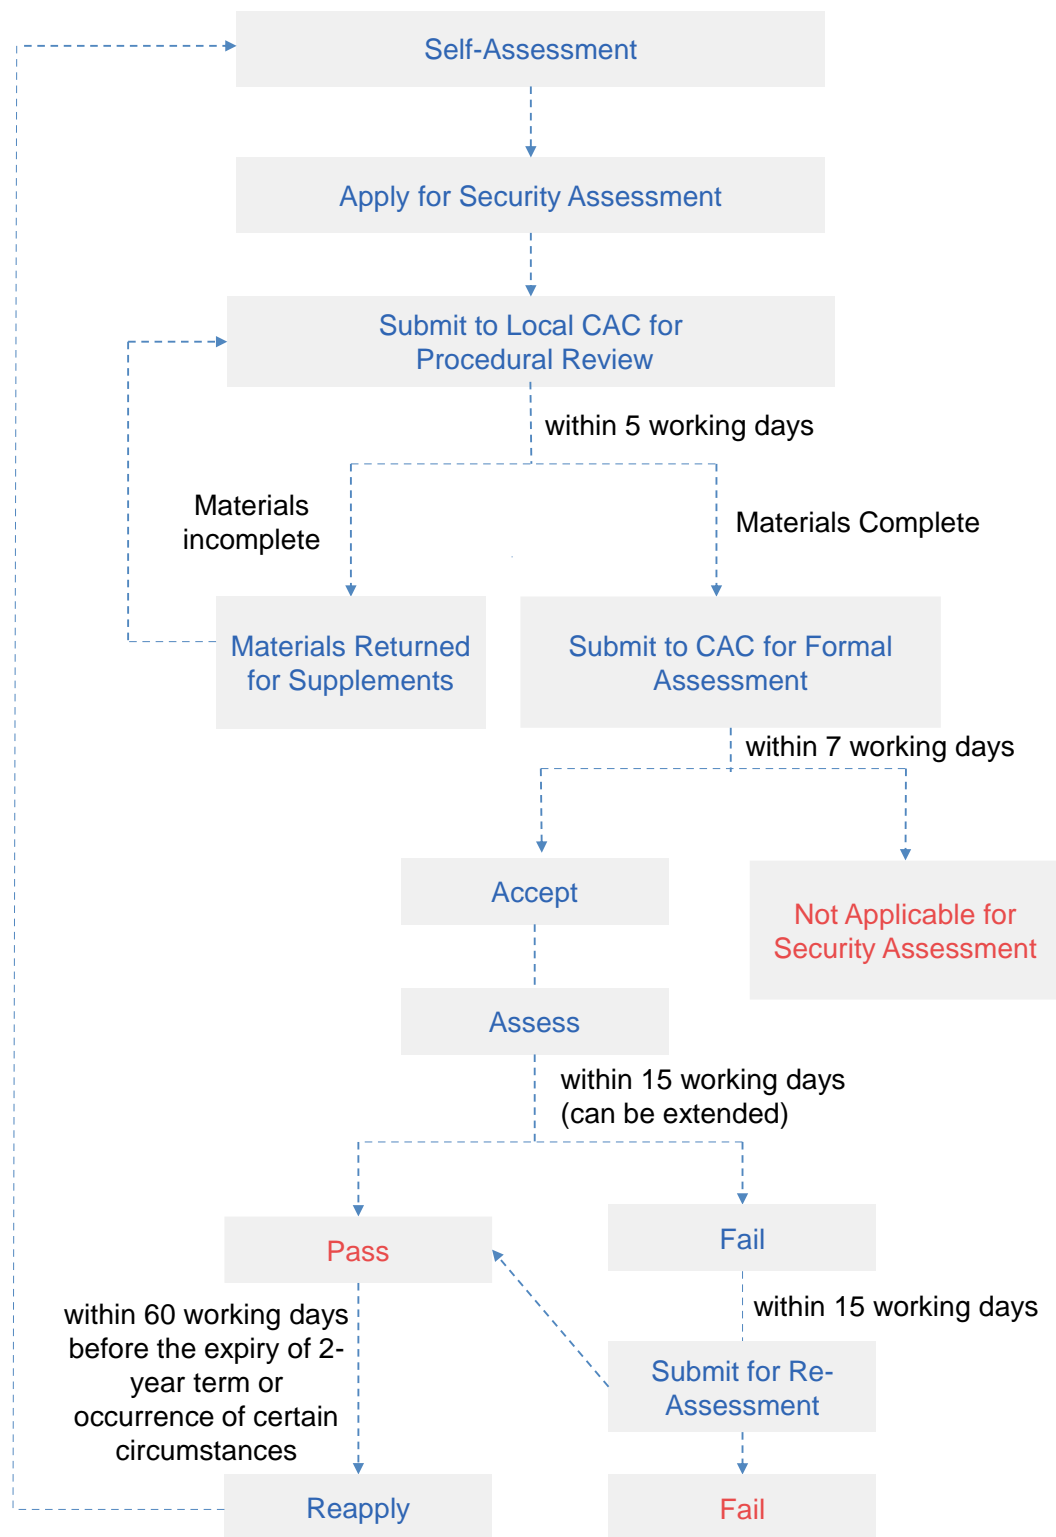 Self-Assessment
Apply for Security Assessment
Submit to Local CAC for
Procedural Review
within 5 working days
Materials
incomplete
Materials Complete
Materials Returned
for Supplements
Submit to CAC for Formal
Assessment
within 7 working days
Accept
Not Applicable for
Security Assessment
Assess
within 15 working days
(can be extended)
Pass
Fail
within 60 working days
before the expiry of 2-
year term or
occurrence of certain
circumstances
within 15 working days
Submit for Re-
Assessment
Reapply
Fail